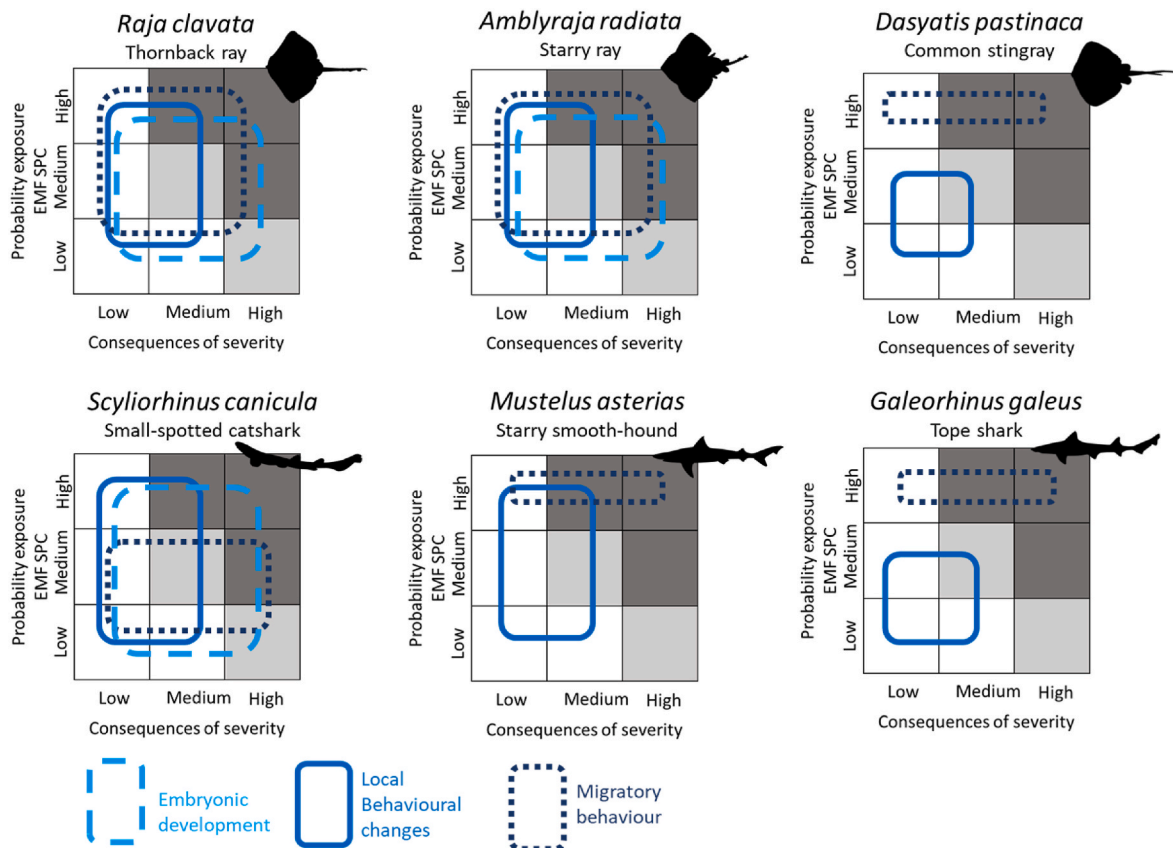 Raja clavata
Thornback ray
Probability exposure
EMF SPC
High
Medium
Low
Low
Medium
High
Consequences of severity
Amblyraja radiata
Starry ray
Probability exposure
EMF SPC
High
Medium
Low
Low
Medium
High
Consequences of severity
Dasyatis pastinaca
Common stingray
Probability exposure
EMF SPC
High
Medium
Low
Low
Medium
High
Consequences of severity
Scyliorhinus canicula
Small-spotted catshark
Probability exposure
EMF SPC
High
Medium
Low
Low
Medium
High
Consequences of severity
Mustelus asterias
Starry smooth-hound
Probability exposure
EMF SPC
High
Medium
Low
Low
Medium
High
Consequences of severity
Galeorhinus galeus
Tope shark
Probability exposure
EMF SPC
High
Medium
Low
Low
Medium
High
Consequences of severity
Embryonic
development
Local
Behavioural
changes
Migratory
behaviour